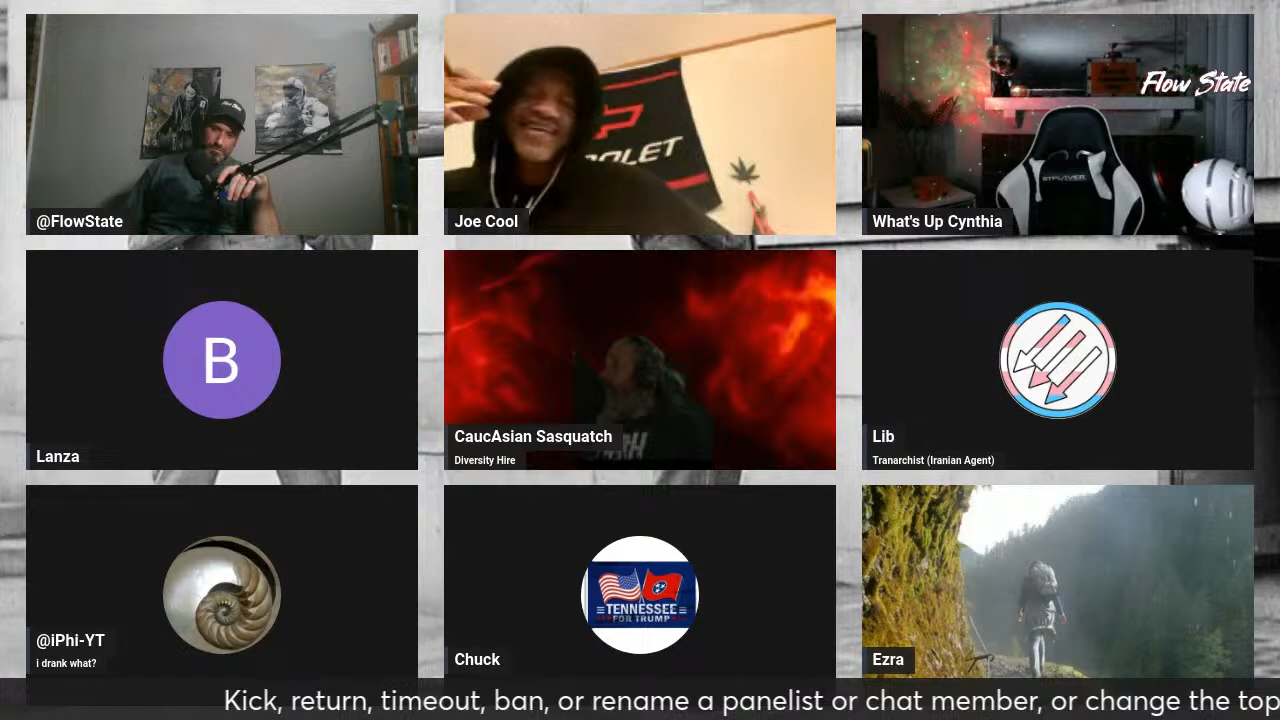 @FlowState
OLET
Joe Cool
Flow State
What's Up Cynthia
B
Lanza
CaucAsian Sasquatch
Diversity Hire
Lib
Tranarchist (Iranian Agent)
@iPhi-YT
i drank what?
TENNESSEE
FOR TRUMP
Chuck
Ezra
Kick, return, timeout, ban, or rename a panelist or chat member, or change the top